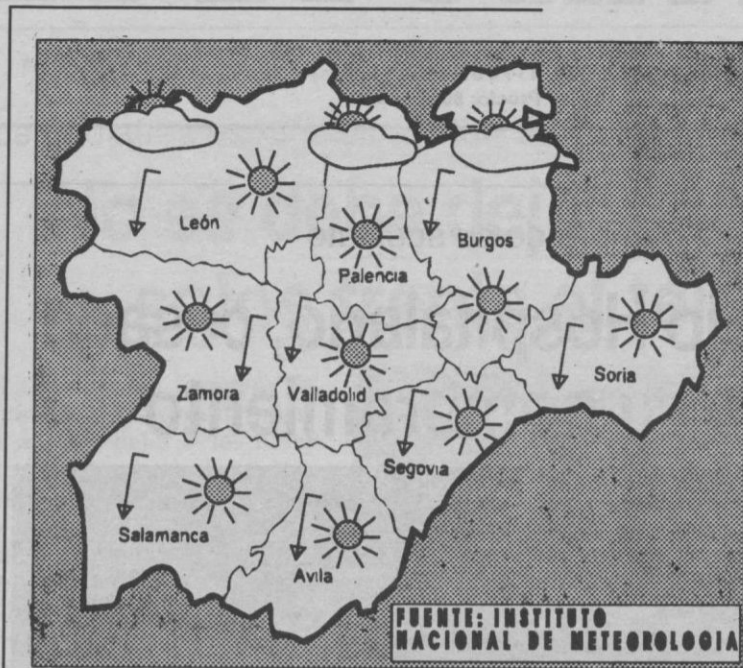 León
Burgos
Palencia
Zamora
Valladolid
Soria
Segovia
Salamanca
Avila
FUENTE: INSTITUTO
NACIONAL DE METEOROLOGIA